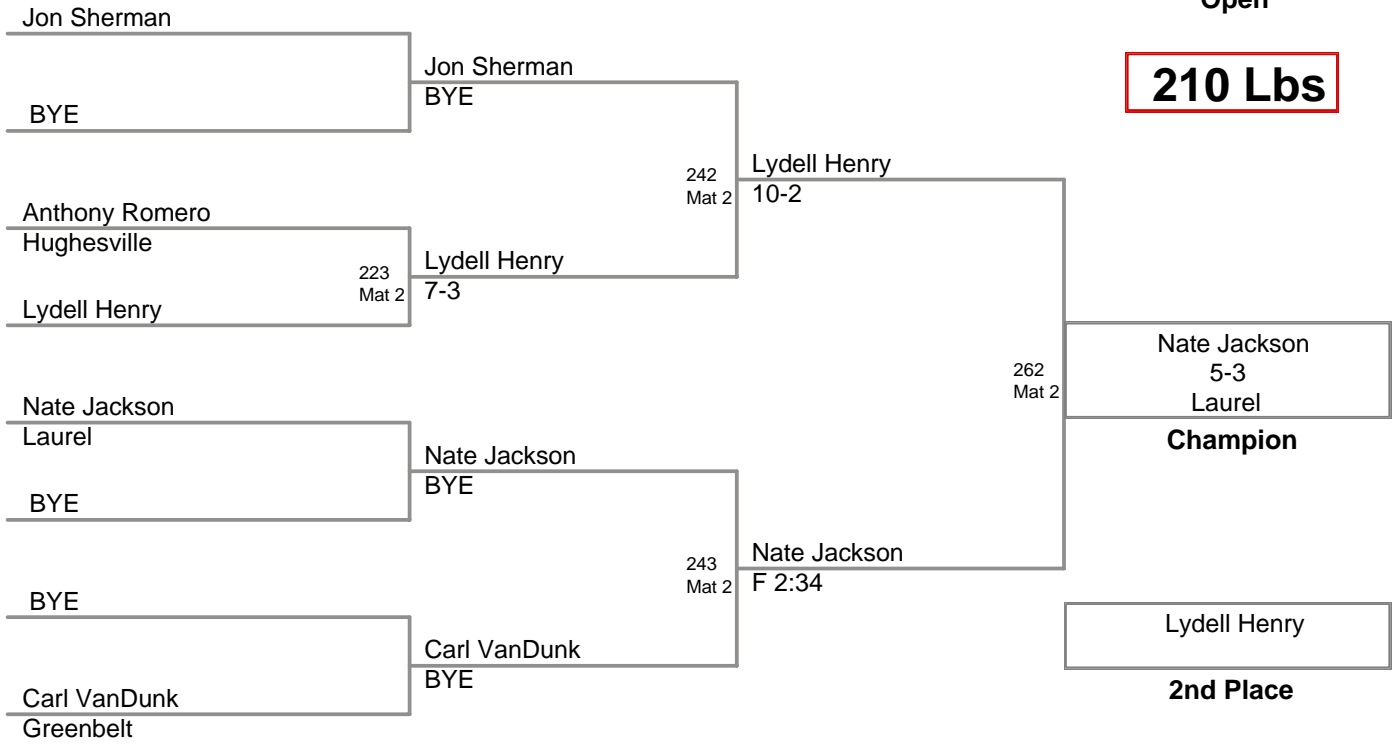 Open
210 Lbs
Jon Sherman
BYE
Jon Sherman
BYE
Anthony Romero
Hughesville
Lydell Henry
223
Mat 2
Lydell Henry
7-3
242
Mat 2
Lydell Henry
10-2
Nate Jackson
Laurel
BYE
Nate Jackson
BYE
BYE
Carl VanDunk
Greenbelt
Carl VanDunk
BYE
243
Mat 2
Nate Jackson
F 2:34
262
Mat 2
Nate Jackson
5-3
Laurel
Champion
Lydell Henry
2nd Place